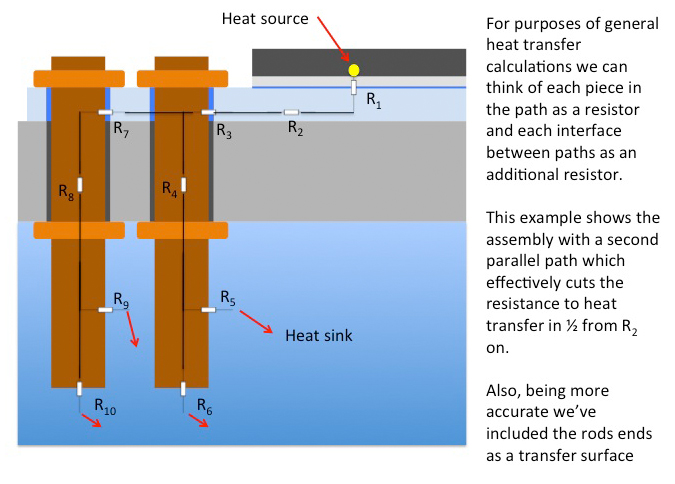 Heat source
R1
R7
R3
R2
R8
R4
R9
R5
Heat sink
R10
R6
For purposes of general
heat transfer
calculations we can
think of each piece in
the path as a resistor
and each interface
between paths as an
additional resistor.
This example shows the
assembly with a second
parallel path which
effectively cuts the
resistance to heat
transfer in ½ from R2
on.
Also, being more
accurate we’ve
included the rods ends
as a transfer surface